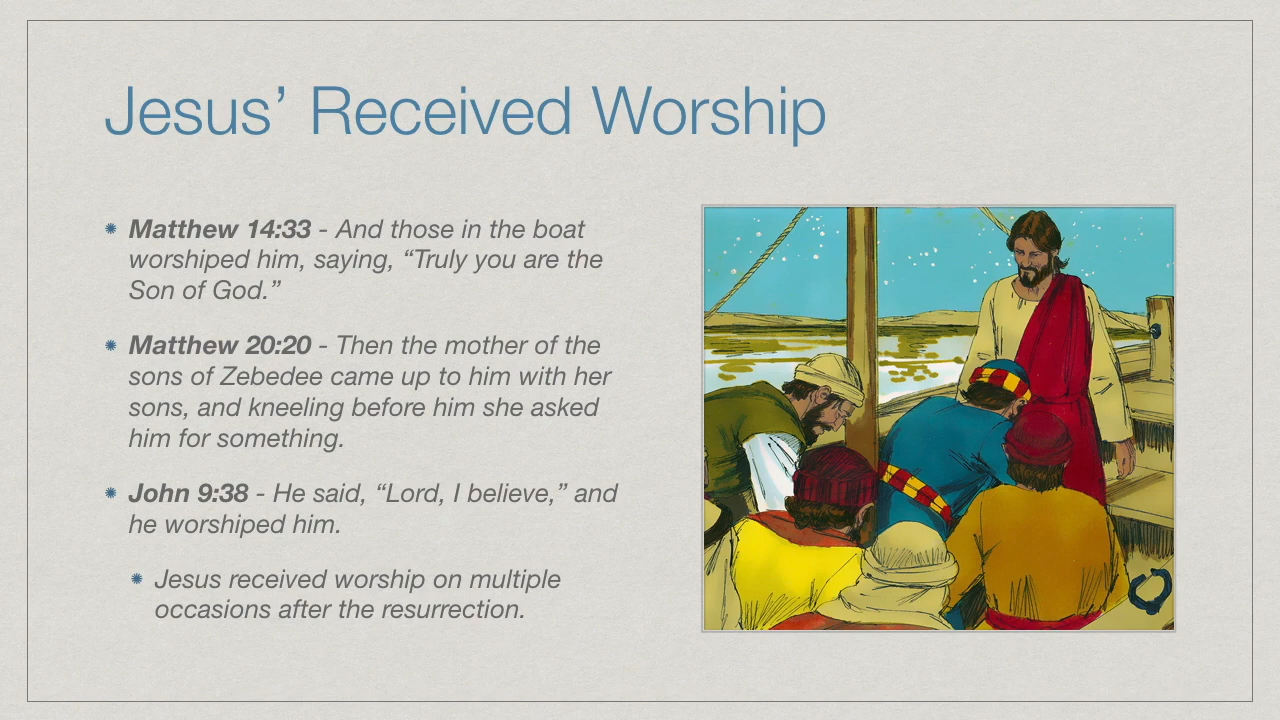 Jesus’ Received Worship
Matthew 14:33 - And those in the boat
worshiped him, saying, “Truly you are the
Son of God.”
Matthew 20:20 - Then the mother of the
sons of Zebedee came up to him with her
sons, and kneeling before him she asked
him for something.
John 9:38 - He said, “Lord, I believe,” and
he worshiped him.
Jesus received worship on multiple
occasions after the resurrection.